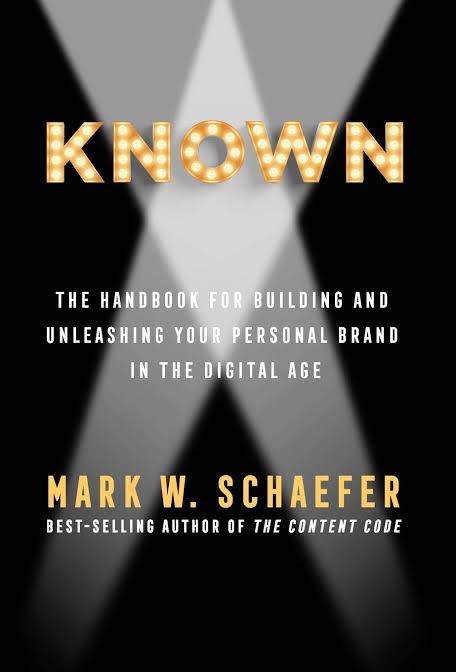 KNOWN
THE HANDBOOK FOR BUILDING AND
UNLEASHING YOUR PERSONAL BRAND
IN THE DIGITAL AGE
MARK W. SCHAEFER
BEST-SELLING AUTHOR OF THE CONTENT CODE